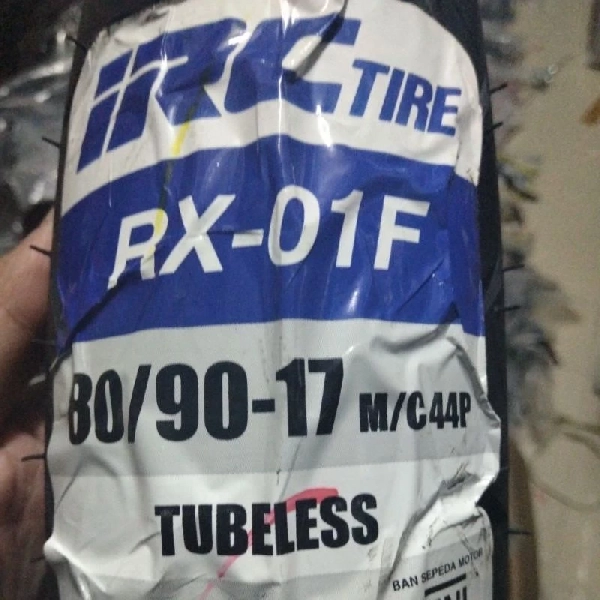 iRC TIRE
RX-01F
80/90-17 M/C 44P
TUBELESS
BAN SEPEDA MOTOR